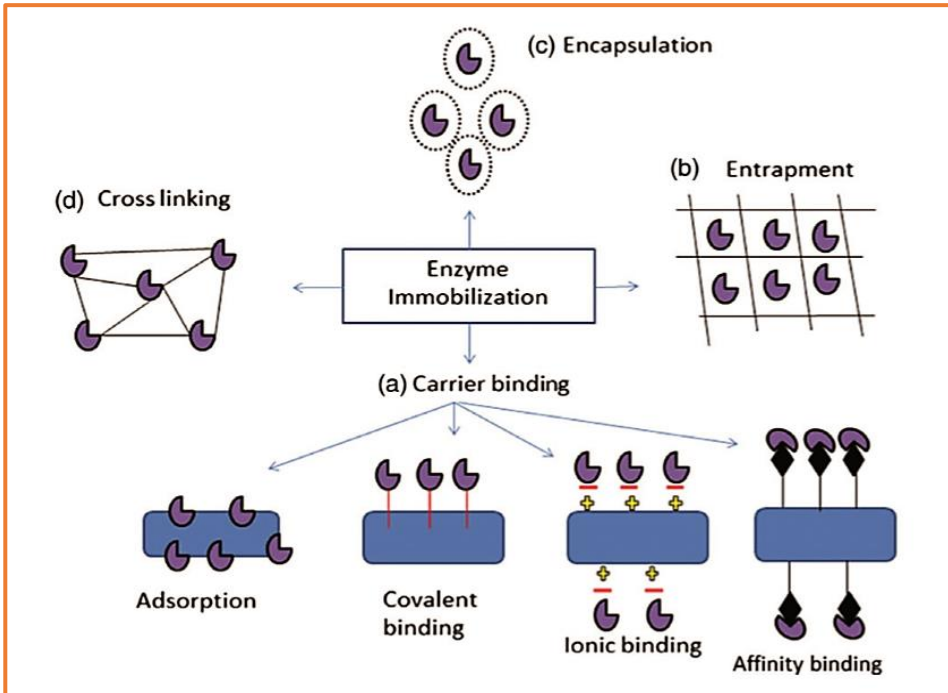 (c) Encapsulation
(b) Entrapment
(d) Cross linking
Enzyme
Immobilization
(a) Carrier binding
Adsorption
Covalent
binding
Ionic binding
Affinity binding